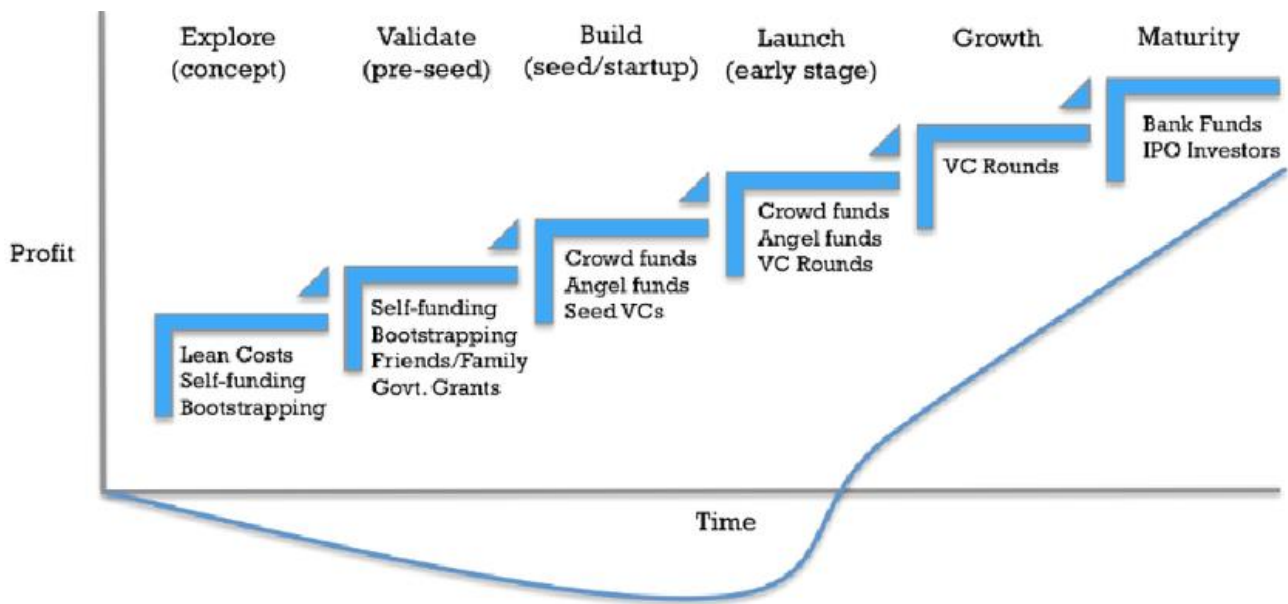 Explore
(concept)
Validate
(pre-seed)
Build
(seed/startup)
Launch
(early stage)
Growth
Maturity
Profit
Lean Costs
Self-funding
Bootstrapping
Self-funding
Bootstrapping
Friends/Family
Govt. Grants
Crowd funds
Angel funds
Seed VCs
Crowd funds
Angel funds
VC Rounds
VC Rounds
Bank Funds
IPO Investors
Time